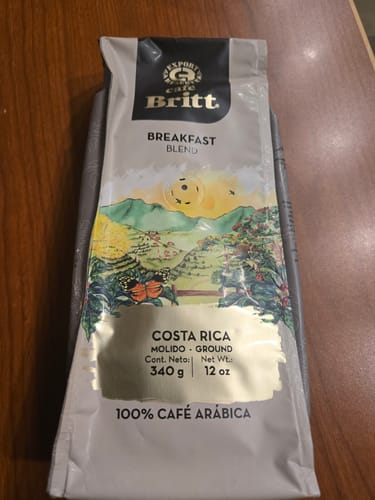 EXPORT
café
Britt
BREAKFAST
BLEND
COSTA RICA
MOLIDO - GROUND
Cont. Neto: Net Wt.:
340 g 12 oz
100% CAFÉ ARÁBICA